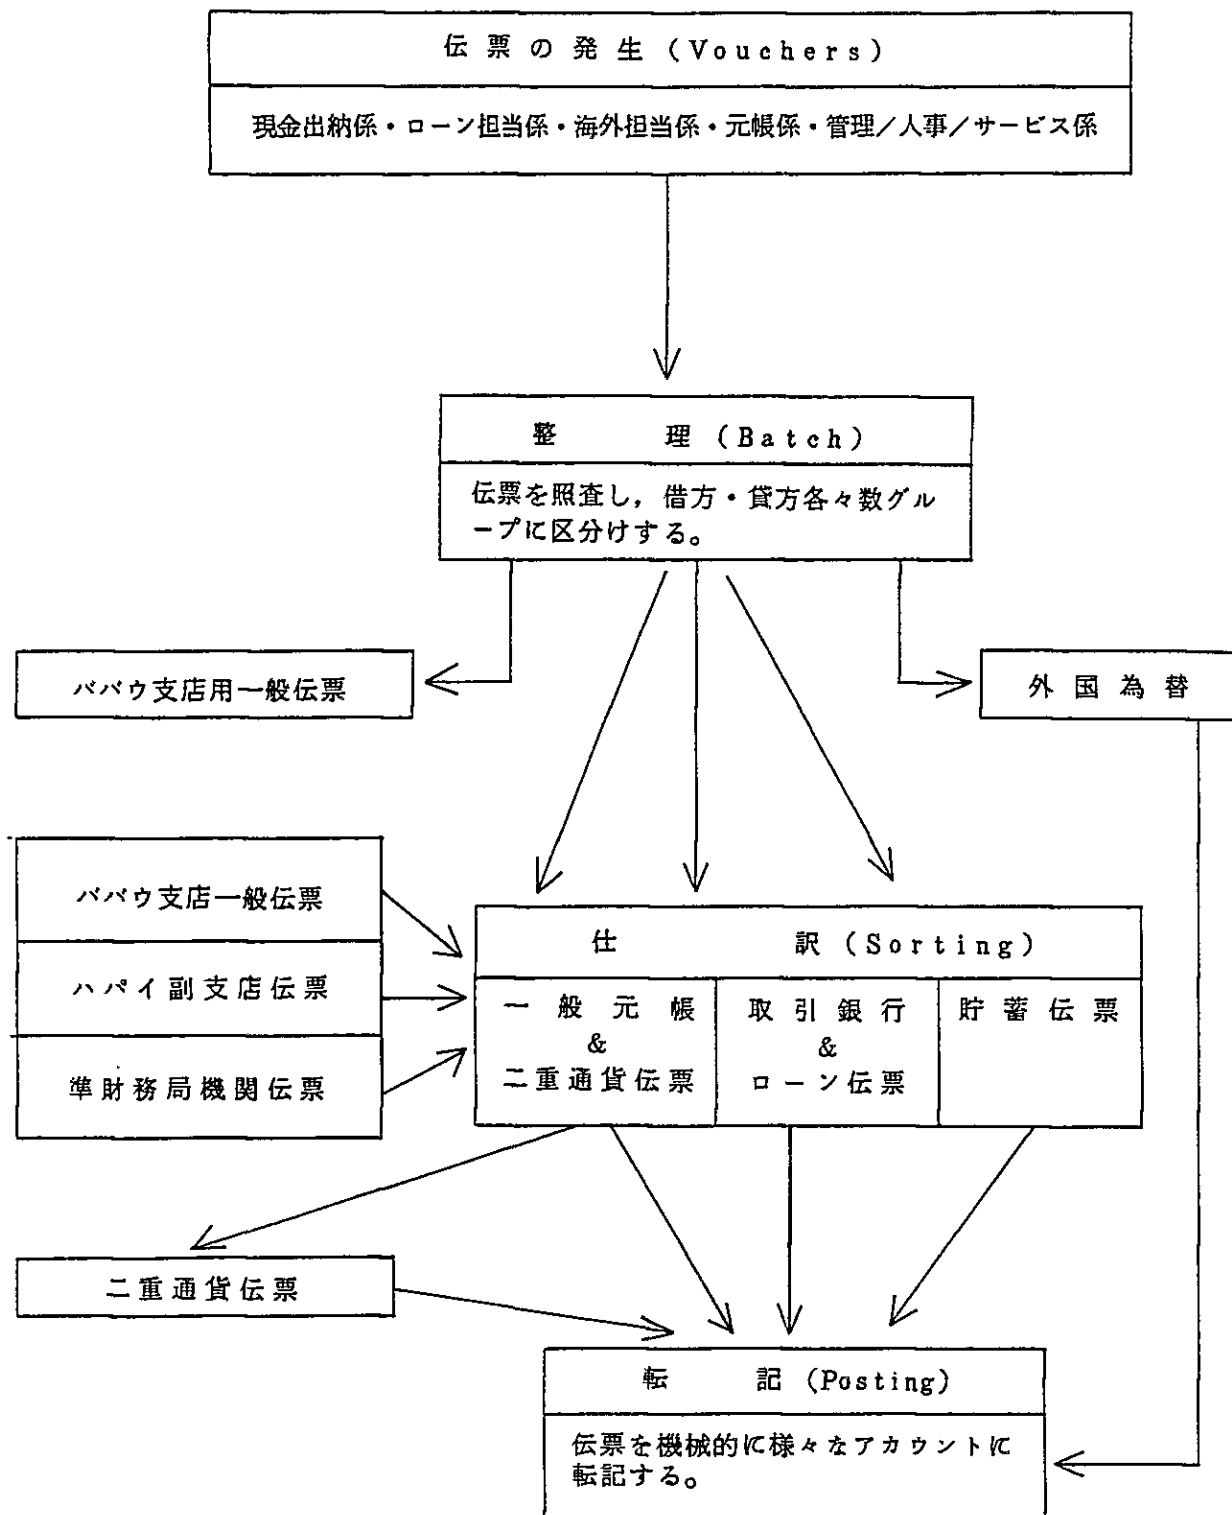 伝票の発生(Vouchers)
現金出納係・ローン担当係・海外担当係・元帳係・管理／人事／サービス係
整理(Batch)
伝票を照査し，借方・貸方各々数グル
ープに区分けする。
ババウ支店用一般伝票
外国為替
ババウ支店一般伝票
ハパイ副支店伝票
準財務局機関伝票
仕訳(Sorting)
一般元帳
&
二重通貨伝票
取引銀行
&
ローン伝票
貯蓄伝票
二重通貨伝票
転記(Posting)
伝票を機械的に様々なアカウントに
転記する。